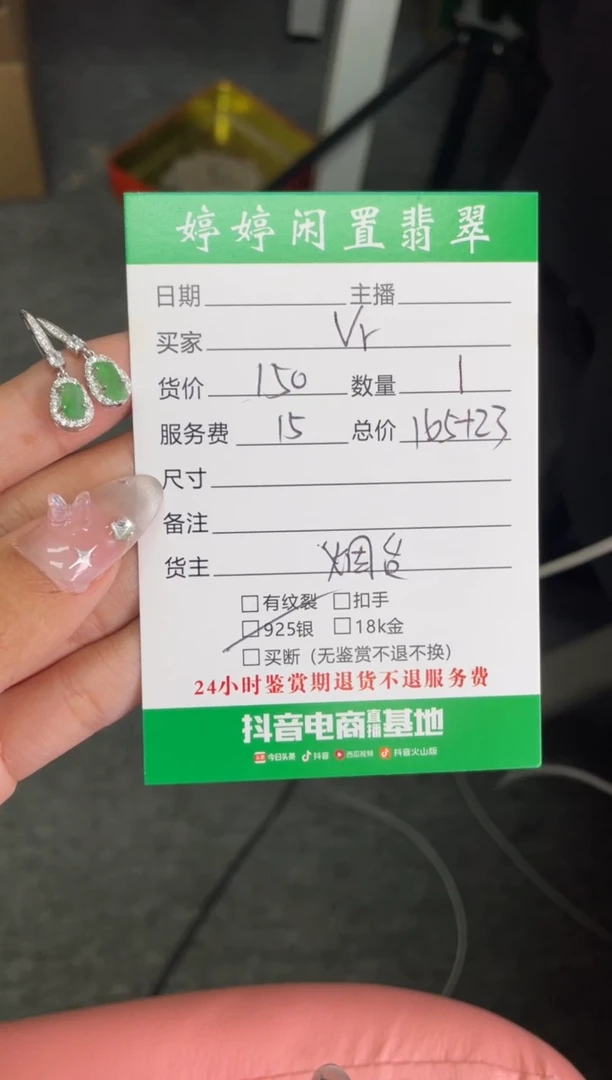 婷婷闲置翡翠
日期 主播
买家 Vr
货价 150 数量 1
服务费 15 总价 165+23
尺寸
备注
货主 烟台
□有纹裂 □扣手
□925银 □18k金
□买断（无鉴赏不退不换）
24小时鉴赏期退货不退服务费
抖音电商直播基地
今日头条 抖音 西瓜视频 抖音火山版